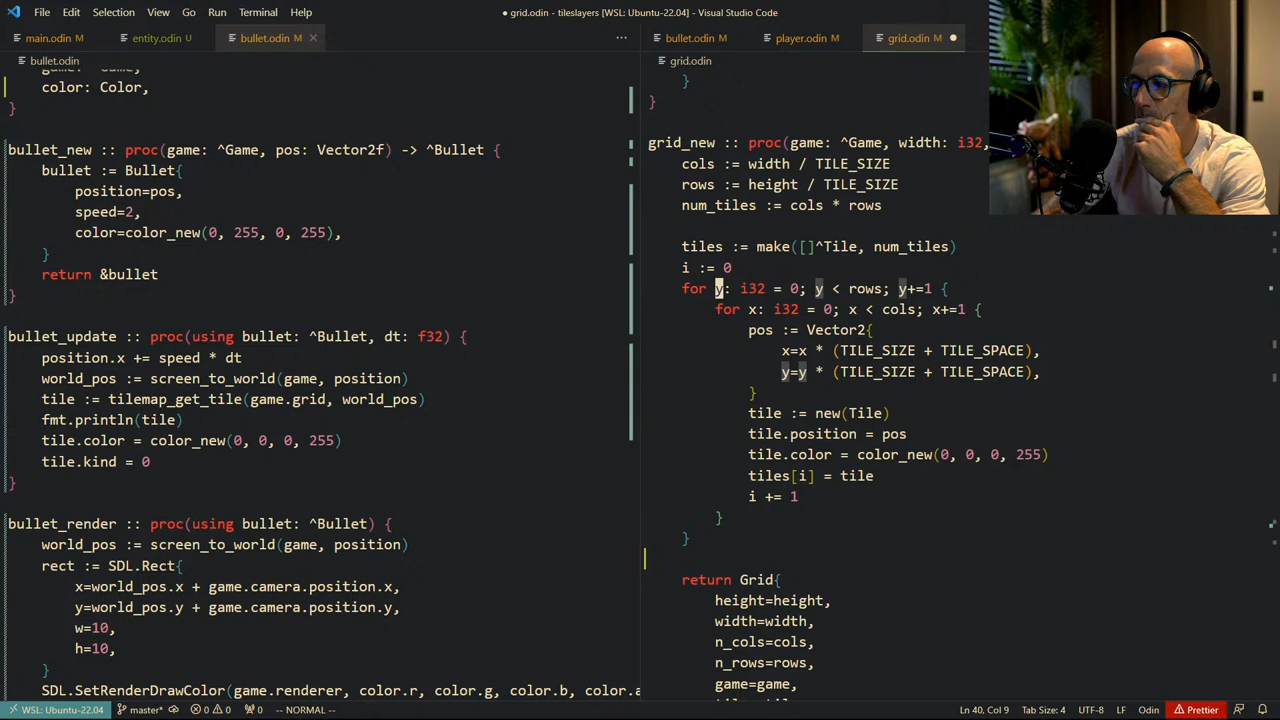 File Edit Selection View Go Run Terminal Help
● grid.odin - tileslayers [WSL: Ubuntu-22.04] - Visual Studio Code
main.odin M entity.odin U bullet.odin M ×
bullet.odin
color: Color,
}
bullet_new :: proc(game: ^Game, pos: Vector2f) -> ^Bullet {
bullet := Bullet{
position=pos,
speed=2,
color=color_new(0, 255, 0, 255),
}
return &bullet
}
bullet_update :: proc(using bullet: ^Bullet, dt: f32) {
position.x += speed * dt
world_pos := screen_to_world(game, position)
tile := tilemap_get_tile(game.grid, world_pos)
fmt.println(tile)
tile.color = color_new(0, 0, 0, 255)
tile.kind = 0
}
bullet_render :: proc(using bullet: ^Bullet) {
world_pos := screen_to_world(game, position)
rect := SDL.Rect{
x=world_pos.x + game.camera.position.x,
y=world_pos.y + game.camera.position.y,
w=10,
h=10,
}
SDL.SetRenderDrawColor(game.renderer, color.r, color.g, color.b, color.a
bullet.odin M player.odin M grid.odin M ●
grid.odin
}
}
grid_new :: proc(game: ^Game, width: i32,
cols := width / TILE_SIZE
rows := height / TILE_SIZE
num_tiles := cols * rows
tiles := make([]^Tile, num_tiles)
i := 0
for y: i32 = 0; y < rows; y+=1 {
for x: i32 = 0; x < cols; x+=1 {
pos := Vector2{
x=x * (TILE_SIZE + TILE_SPACE),
y=y * (TILE_SIZE + TILE_SPACE),
}
tile := new(Tile)
tile.position = pos
tile.color = color_new(0, 0, 0, 255)
tiles[i] = tile
i += 1
}
}
return Grid{
height=height,
width=width,
n_cols=cols,
n_rows=rows,
game=game,
WSL: Ubuntu-22.04 master* 0 0 0 -- NORMAL -- Ln 40, Col 9 Tab Size: 4 UTF-8 LF Odin Prettier